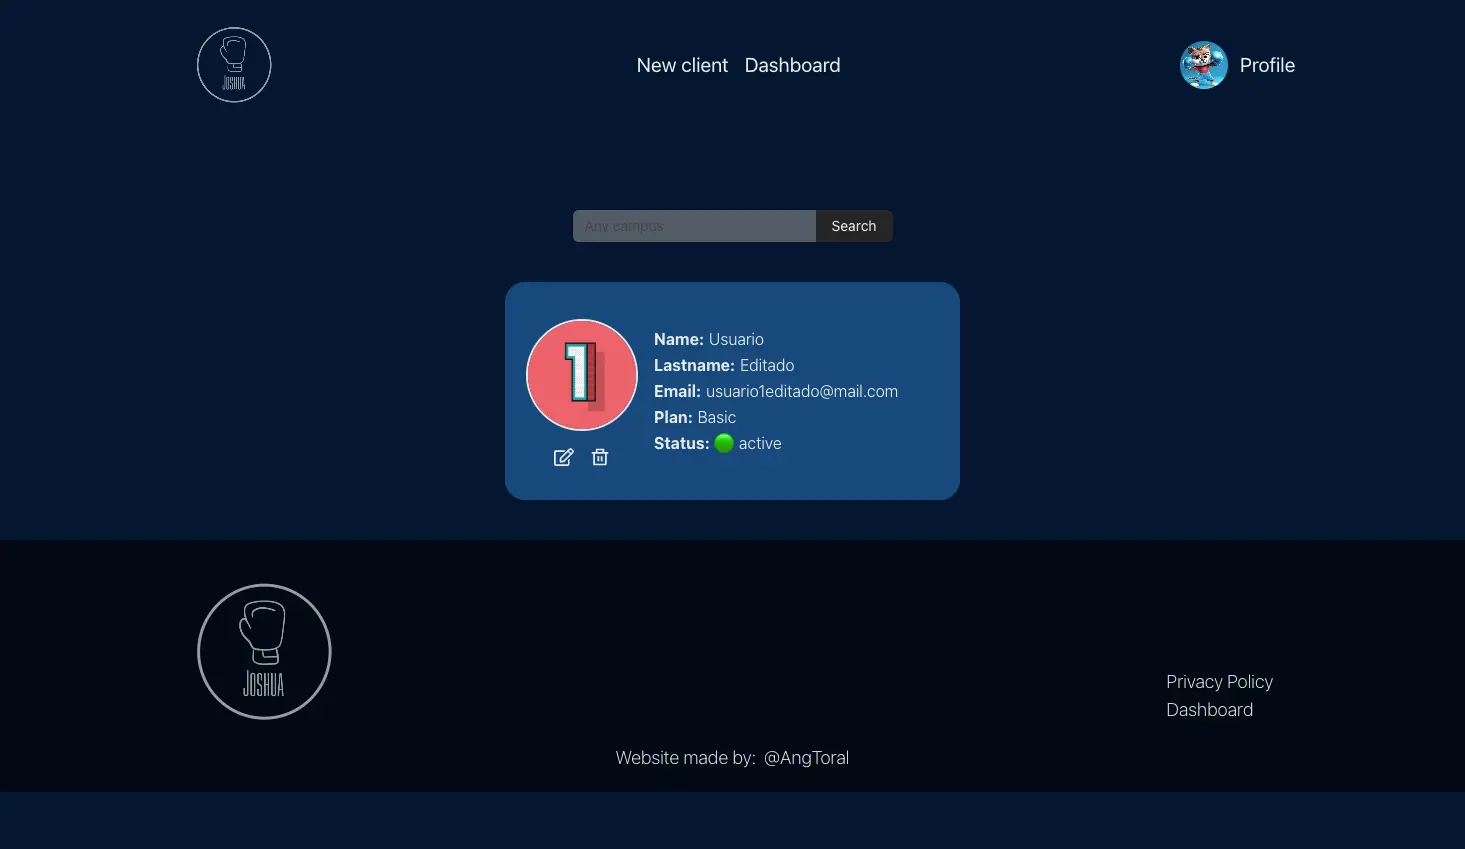 JOSHUA
New client
Dashboard
Profile
Any campus
Search
1
Name: Usuario
Lastname: Editado
Email: usuario1editado@mail.com
Plan: Basic
Status: active
JOSHUA
Privacy Policy
Dashboard
Website made by: @AngToral